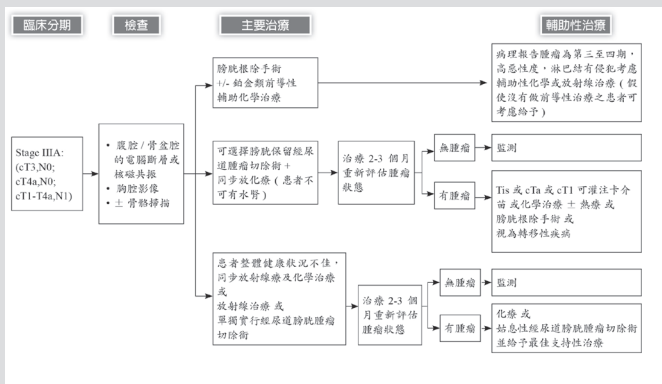 臨床分期
檢查
主要治療
輔助性治療
Stage IIIA:
(cT3,N0;
cT4a,N0;
cT1-T4a,N1)
• 腹腔/骨盆腔
的電腦斷層或
核磁共振
• 胸腔影像
• ± 骨骼掃描
膀胱根除手術
+/- 鉑金類前導性
輔助化學治療
病理報告腫瘤為第三至四期,
高惡性度,淋巴結有侵犯考慮
輔助性化學或放射線治療(假
使沒有做前導性治療之患者可
考慮給予)
可選擇膀胱保留經尿
道腫瘤切除術 +
同步放化療(患者不
可有水腎)
治療 2-3 個月
重新評估腫瘤
狀態
無腫瘤
監測
有腫瘤
Tis 或 cTa 或 cT1 可灌注卡介
苗 或化學治療 ± 熱療 或
膀胱根除手術 或
視為轉移性疾病
患者整體健康狀況不佳,
同步放射線療及化學治療
或
放射線治療 或
單獨實行經尿道膀胱腫瘤
切除術
治療 2-3 個
月重新評估
腫瘤狀態
無腫瘤
監測
有腫瘤
化療 或
姑息性經尿道膀胱腫瘤切除術
並給予最佳支持性治療